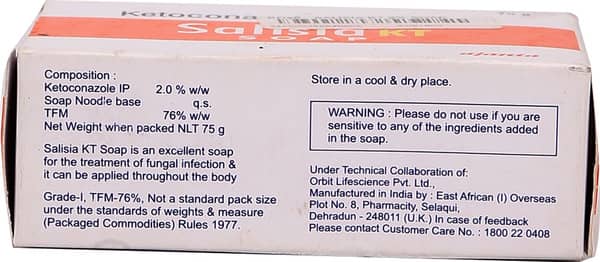 Ketocona
75 g
Salisia KT
SOAP
ajanta
Composition :
Ketoconazole IP 2.0 % w/w
Soap Noodle base q.s.
TFM 76% w/w
Net Weight when packed NLT 75 g
Salisia KT Soap is an excellent soap
for the treatment of fungal infection &
it can be applied throughout the body
Grade-I, TFM-76%, Not a standard pack size
under the standards of weights & measure
(Packaged Commodities) Rules 1977.
Store in a cool & dry place.
WARNING : Please do not use if you are
sensitive to any of the ingredients added
in the soap.
Under Technical Collaboration of:
Orbit Lifescience Pvt. Ltd.,
Manufactured in India by : East African (I) Overseas
Plot No. 8, Pharmacity, Selaqui,
Dehradun - 248011 (U.K.) In case of feedback
Please contact Customer Care No. : 1800 22 0408